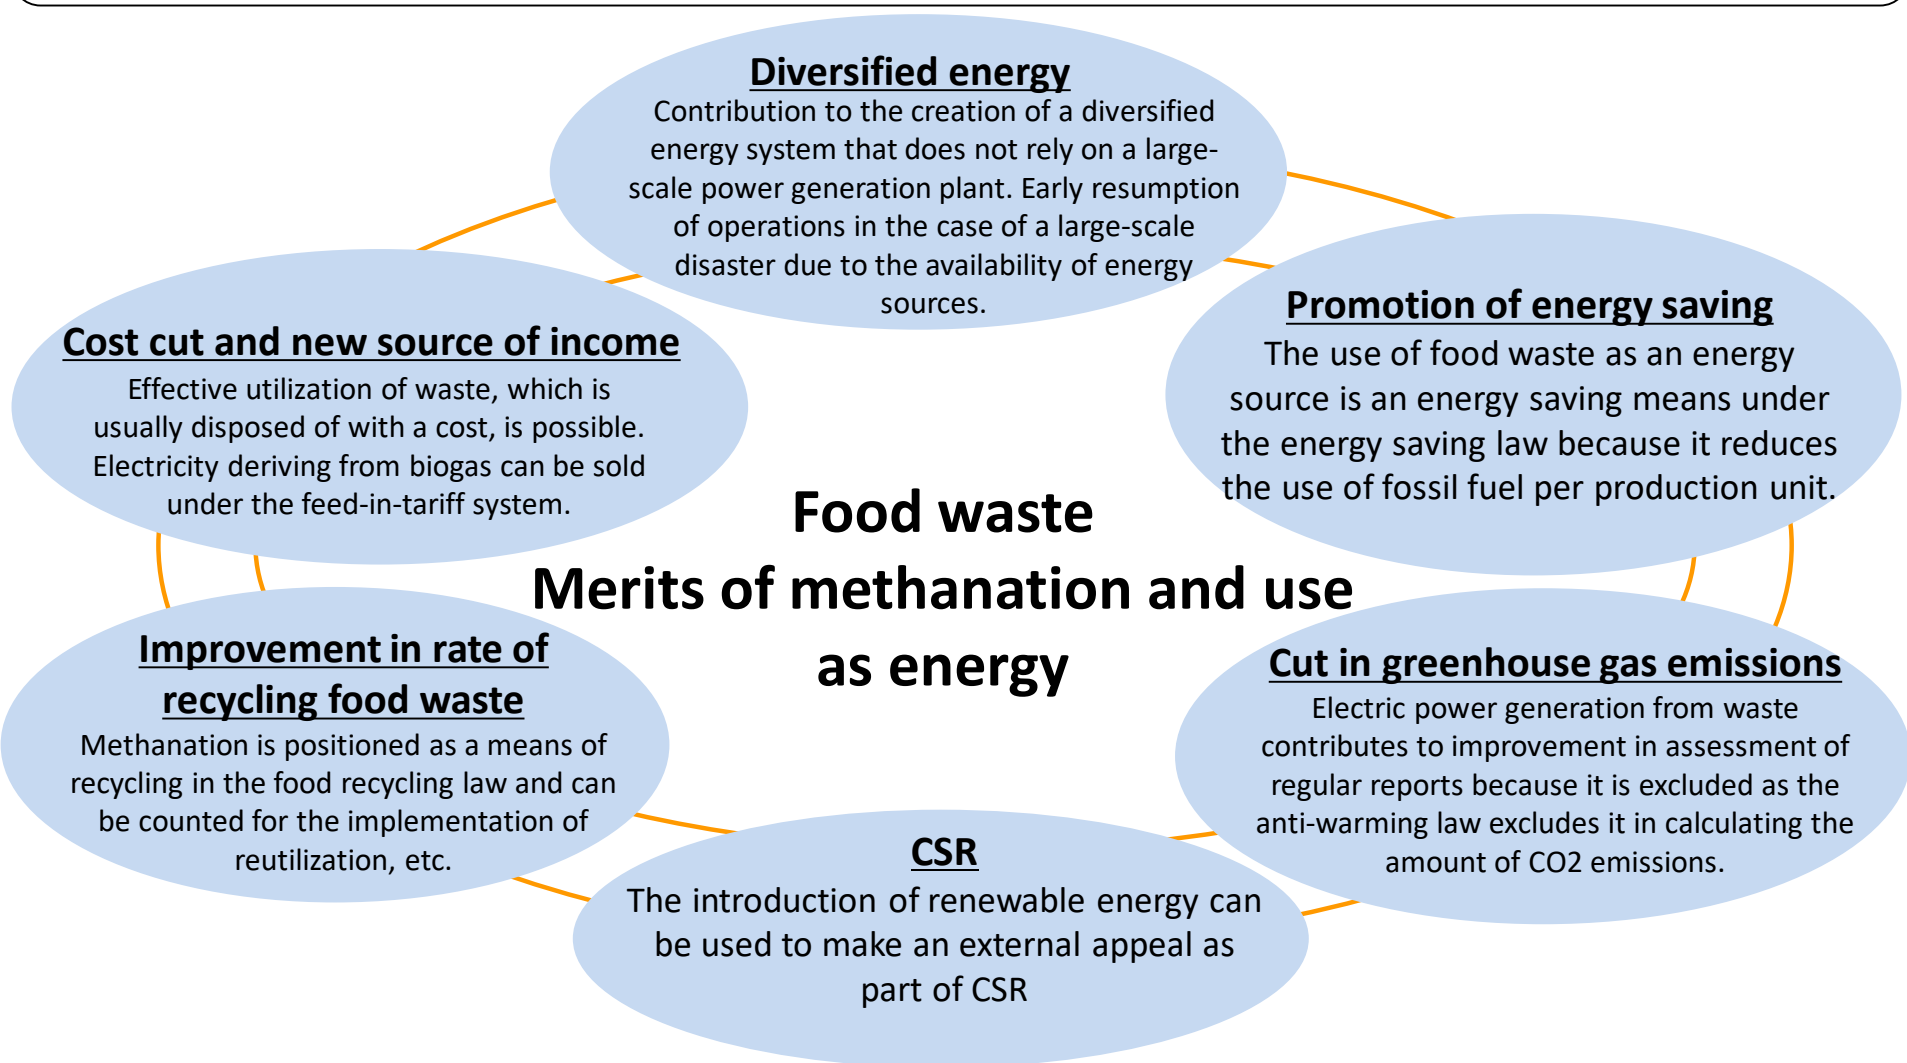 Diversified energy
Contribution to the creation of a diversified
energy system that does not rely on a large-
scale power generation plant. Early resumption
of operations in the case of a large-scale
disaster due to the availability of energy
sources.
Promotion of energy saving
The use of food waste as an energy
source is an energy saving means under
the energy saving law because it reduces
the use of fossil fuel per production unit.
Cost cut and new source of income
Effective utilization of waste, which is
usually disposed of with a cost, is possible.
Electricity deriving from biogas can be sold
under the feed-in-tariff system.
Food waste
Merits of methanation and use
as energy
Improvement in rate of
recycling food waste
Methanation is positioned as a means of
recycling in the food recycling law and can
be counted for the implementation of
reutilization, etc.
Cut in greenhouse gas emissions
Electric power generation from waste
contributes to improvement in assessment of
regular reports because it is excluded as the
anti-warming law excludes it in calculating the
amount of CO2 emissions.
CSR
The introduction of renewable energy can
be used to make an external appeal as
part of CSR